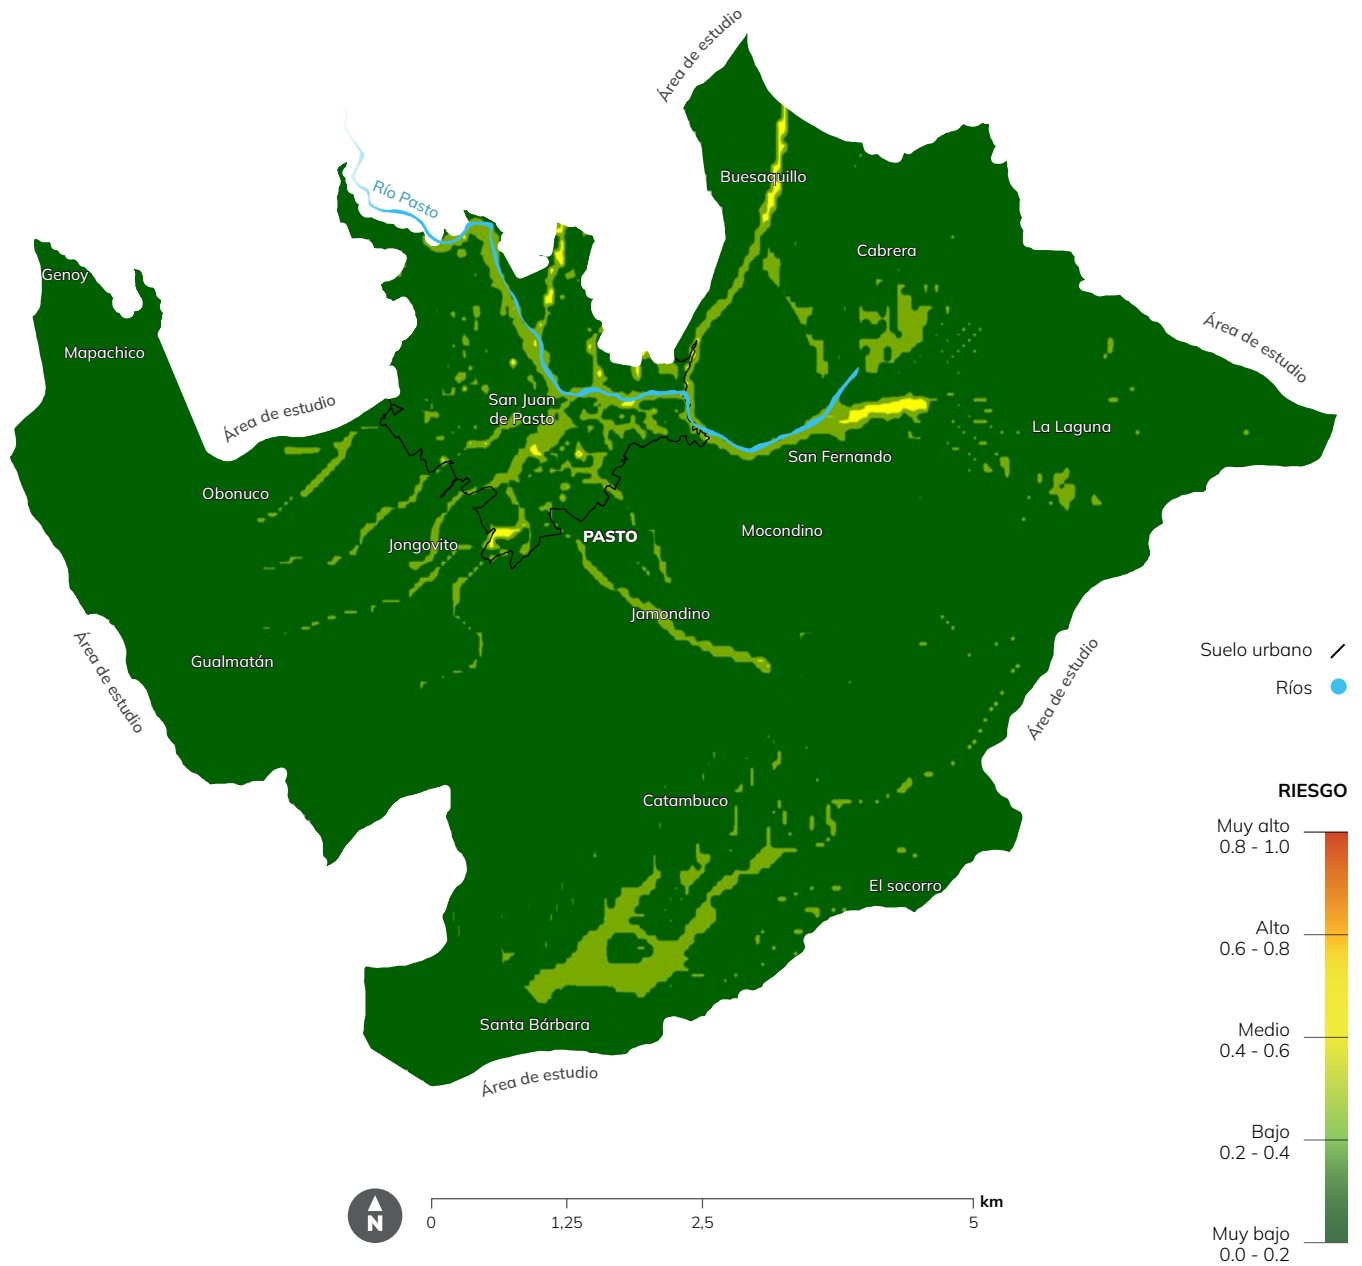 Área de estudio
Buesaquillo
Río Pasto
Cabrera
Genoy
Mapachico
Área de estudio
Área de estudio
San Juan
de Pasto
La Laguna
San Fernando
Obonuco
Jongovito
PASTO
Mocondino
Jamondino
Gualmatán
Área de estudio
Área de estudio
Suelo urbano
Ríos
Catambuco
El socorro
Santa Bárbara
Área de estudio
RIESGO
Muy alto
0.8 - 1.0
Alto
0.6 - 0.8
Medio
0.4 - 0.6
Bajo
0.2 - 0.4
Muy bajo
0.0 - 0.2
N
km
0 1,25 2,5 5